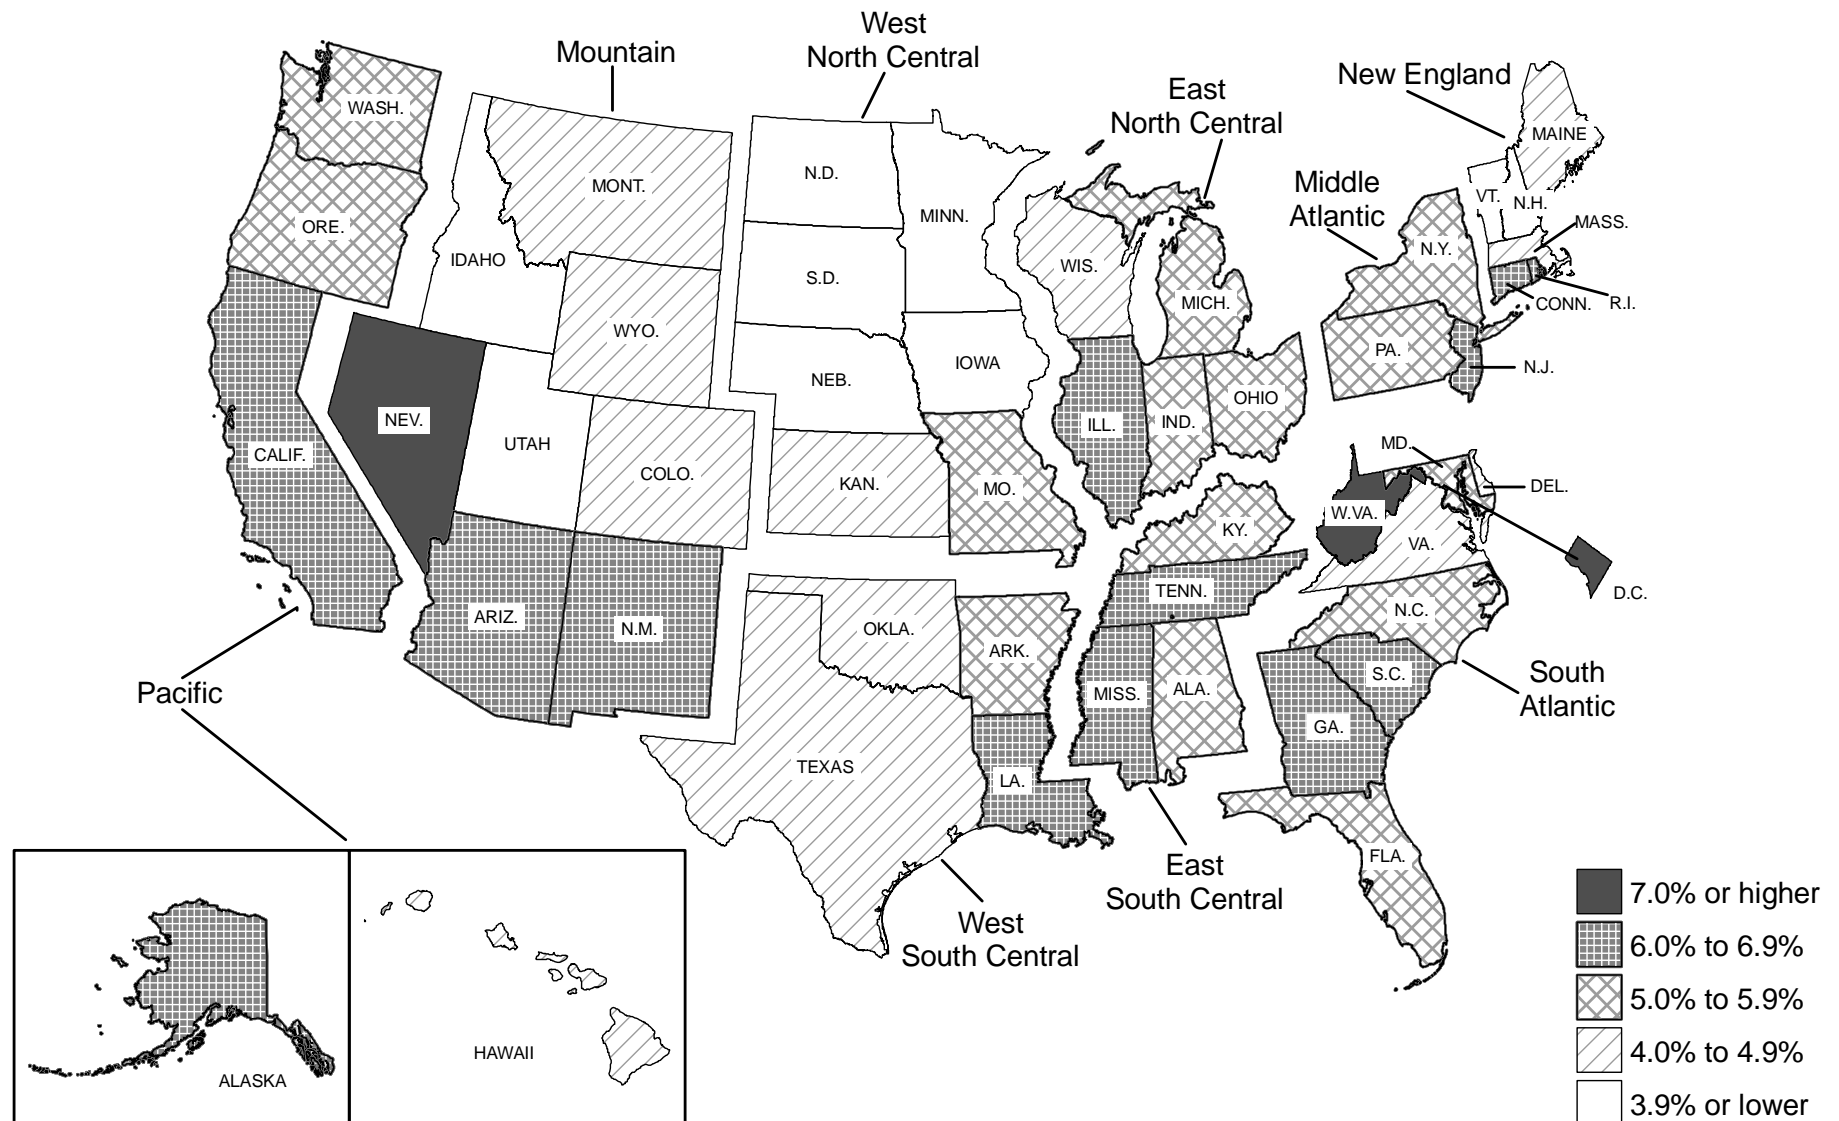 West
North Central
Mountain
New England
East
North Central
WASH.
MAINE
N.D.
MONT.
Middle
Atlantic
VT.
N.H.
MINN.
MASS.
ORE.
N.Y.
IDAHO
WIS.
S.D.
MICH.
CONN.
R.I.
WYO.
PA.
IOWA
N.J.
NEB.
OHIO
NEV.
IND.
ILL.
UTAH
MD.
CALIF.
COLO.
KAN.
MO.
DEL.
W.VA.
KY.
VA.
TENN.
D.C.
N.C.
ARIZ.
N.M.
OKLA.
ARK.
S.C.
South
Atlantic
Pacific
MISS.
ALA.
GA.
TEXAS
LA.
FLA.
East
South Central
West
South Central
HAWAII
ALASKA
7.0% or higher
6.0% to 6.9%
5.0% to 5.9%
4.0% to 4.9%
3.9% or lower